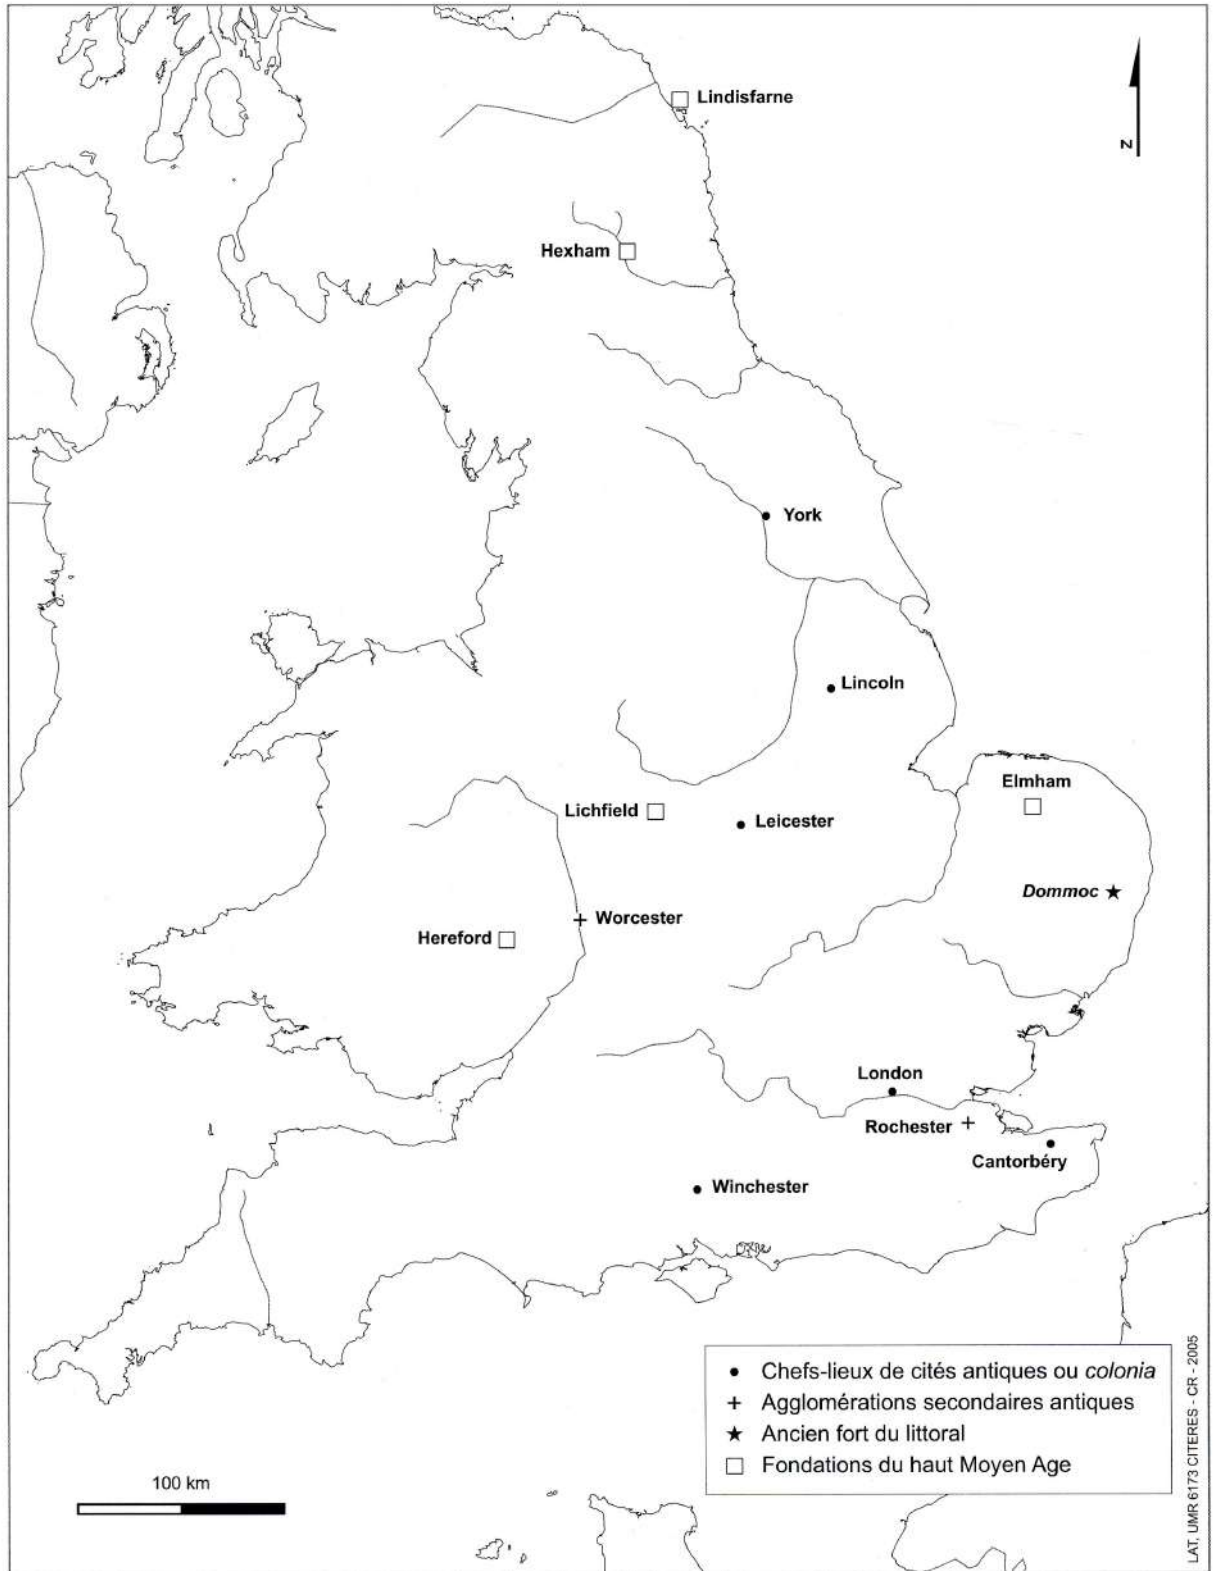 Lindisfarne
N
Hexham
York
Lincoln
Elmham
Lichfield
Leicester
Dommoc
Worcester
Hereford
London
Rochester
Cantorbéry
Winchester
Chefs-lieux de cités antiques ou colonia
Agglomérations secondaires antiques
Ancien fort du littoral
Fondations du haut Moyen Age
100 km
LAT, UMR 6173 CITERES - CR - 2005